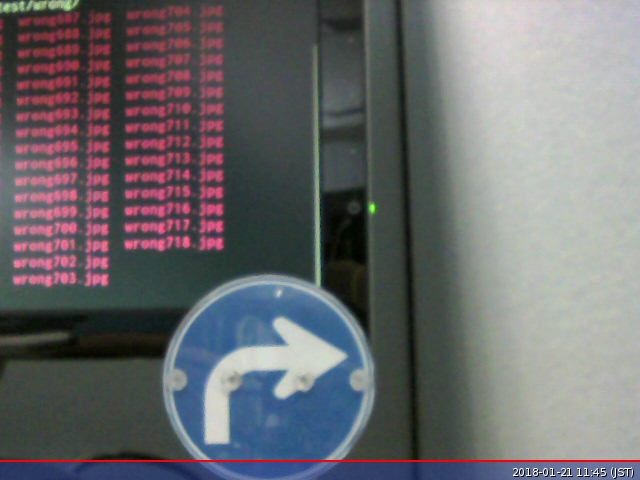 test/wrong/
wrong687.jpg wrong704.jpg
wrong688.jpg wrong705.jpg
wrong689.jpg wrong706.jpg
wrong690.jpg wrong707.jpg
wrong691.jpg wrong708.jpg
wrong692.jpg wrong709.jpg
wrong693.jpg wrong710.jpg
wrong694.jpg wrong711.jpg
wrong695.jpg wrong712.jpg
wrong696.jpg wrong713.jpg
wrong697.jpg wrong714.jpg
wrong698.jpg wrong715.jpg
wrong699.jpg wrong716.jpg
wrong700.jpg wrong717.jpg
wrong701.jpg wrong718.jpg
wrong702.jpg
wrong703.jpg
2018-01-21 11:45 (JST)